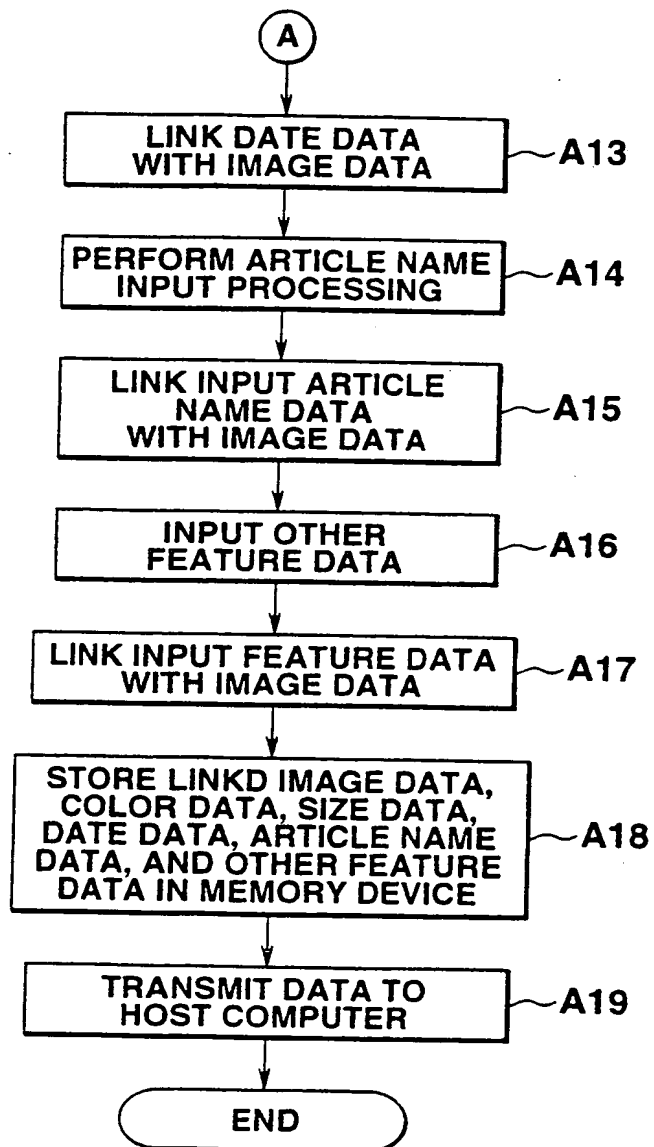 A
LINK DATE DATA
WITH IMAGE DATA
A13
PERFORM ARTICLE NAME
INPUT PROCESSING
A14
LINK INPUT ARTICLE
NAME DATA
WITH IMAGE DATA
A15
INPUT OTHER
FEATURE DATA
A16
LINK INPUT FEATURE DATA
WITH IMAGE DATA
A17
STORE LINKD IMAGE DATA,
COLOR DATA, SIZE DATA,
DATE DATA, ARTICLE NAME
DATA, AND OTHER FEATURE
DATA IN MEMORY DEVICE
A18
TRANSMIT DATA TO
HOST COMPUTER
A19
END